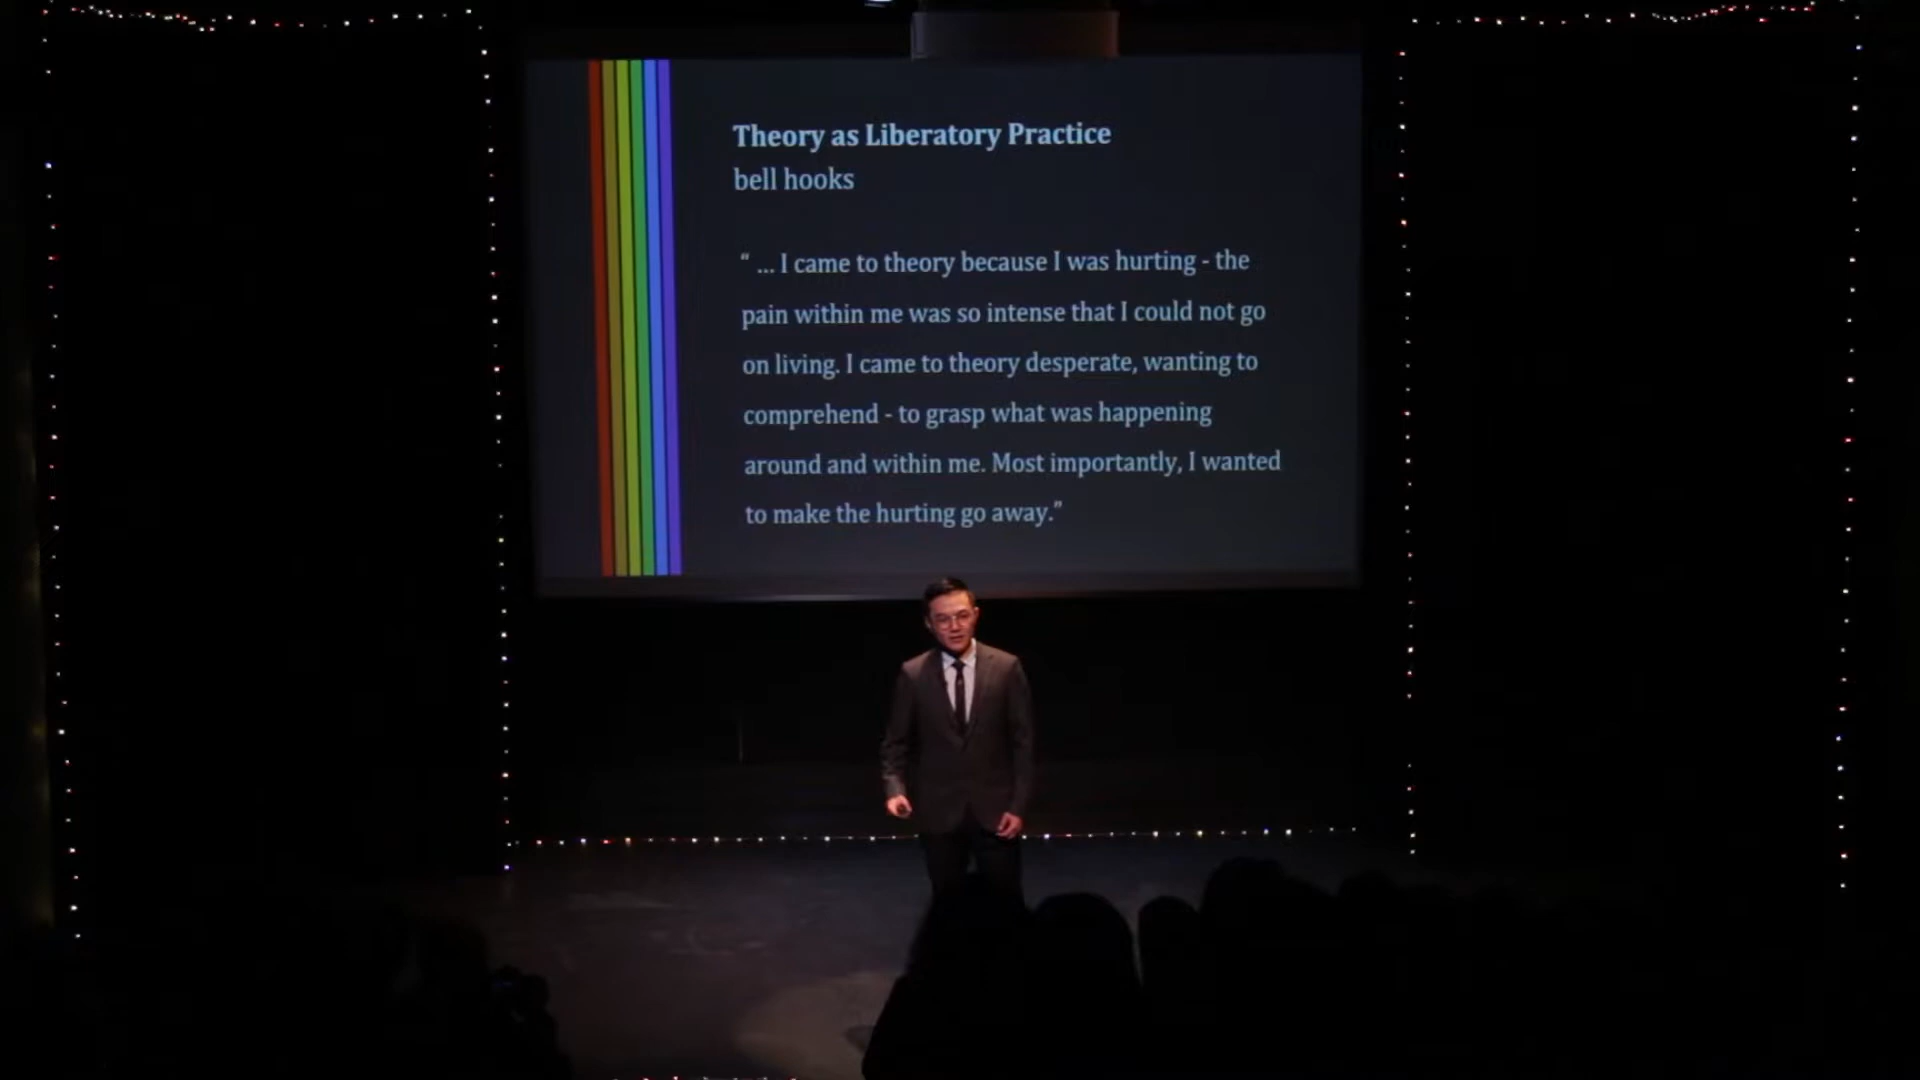 Theory as Liberatory Practice
bell hooks
“ ... I came to theory because I was hurting - the
pain within me was so intense that I could not go
on living. I came to theory desperate, wanting to
comprehend - to grasp what was happening
around and within me. Most importantly, I wanted
to make the hurting go away.”